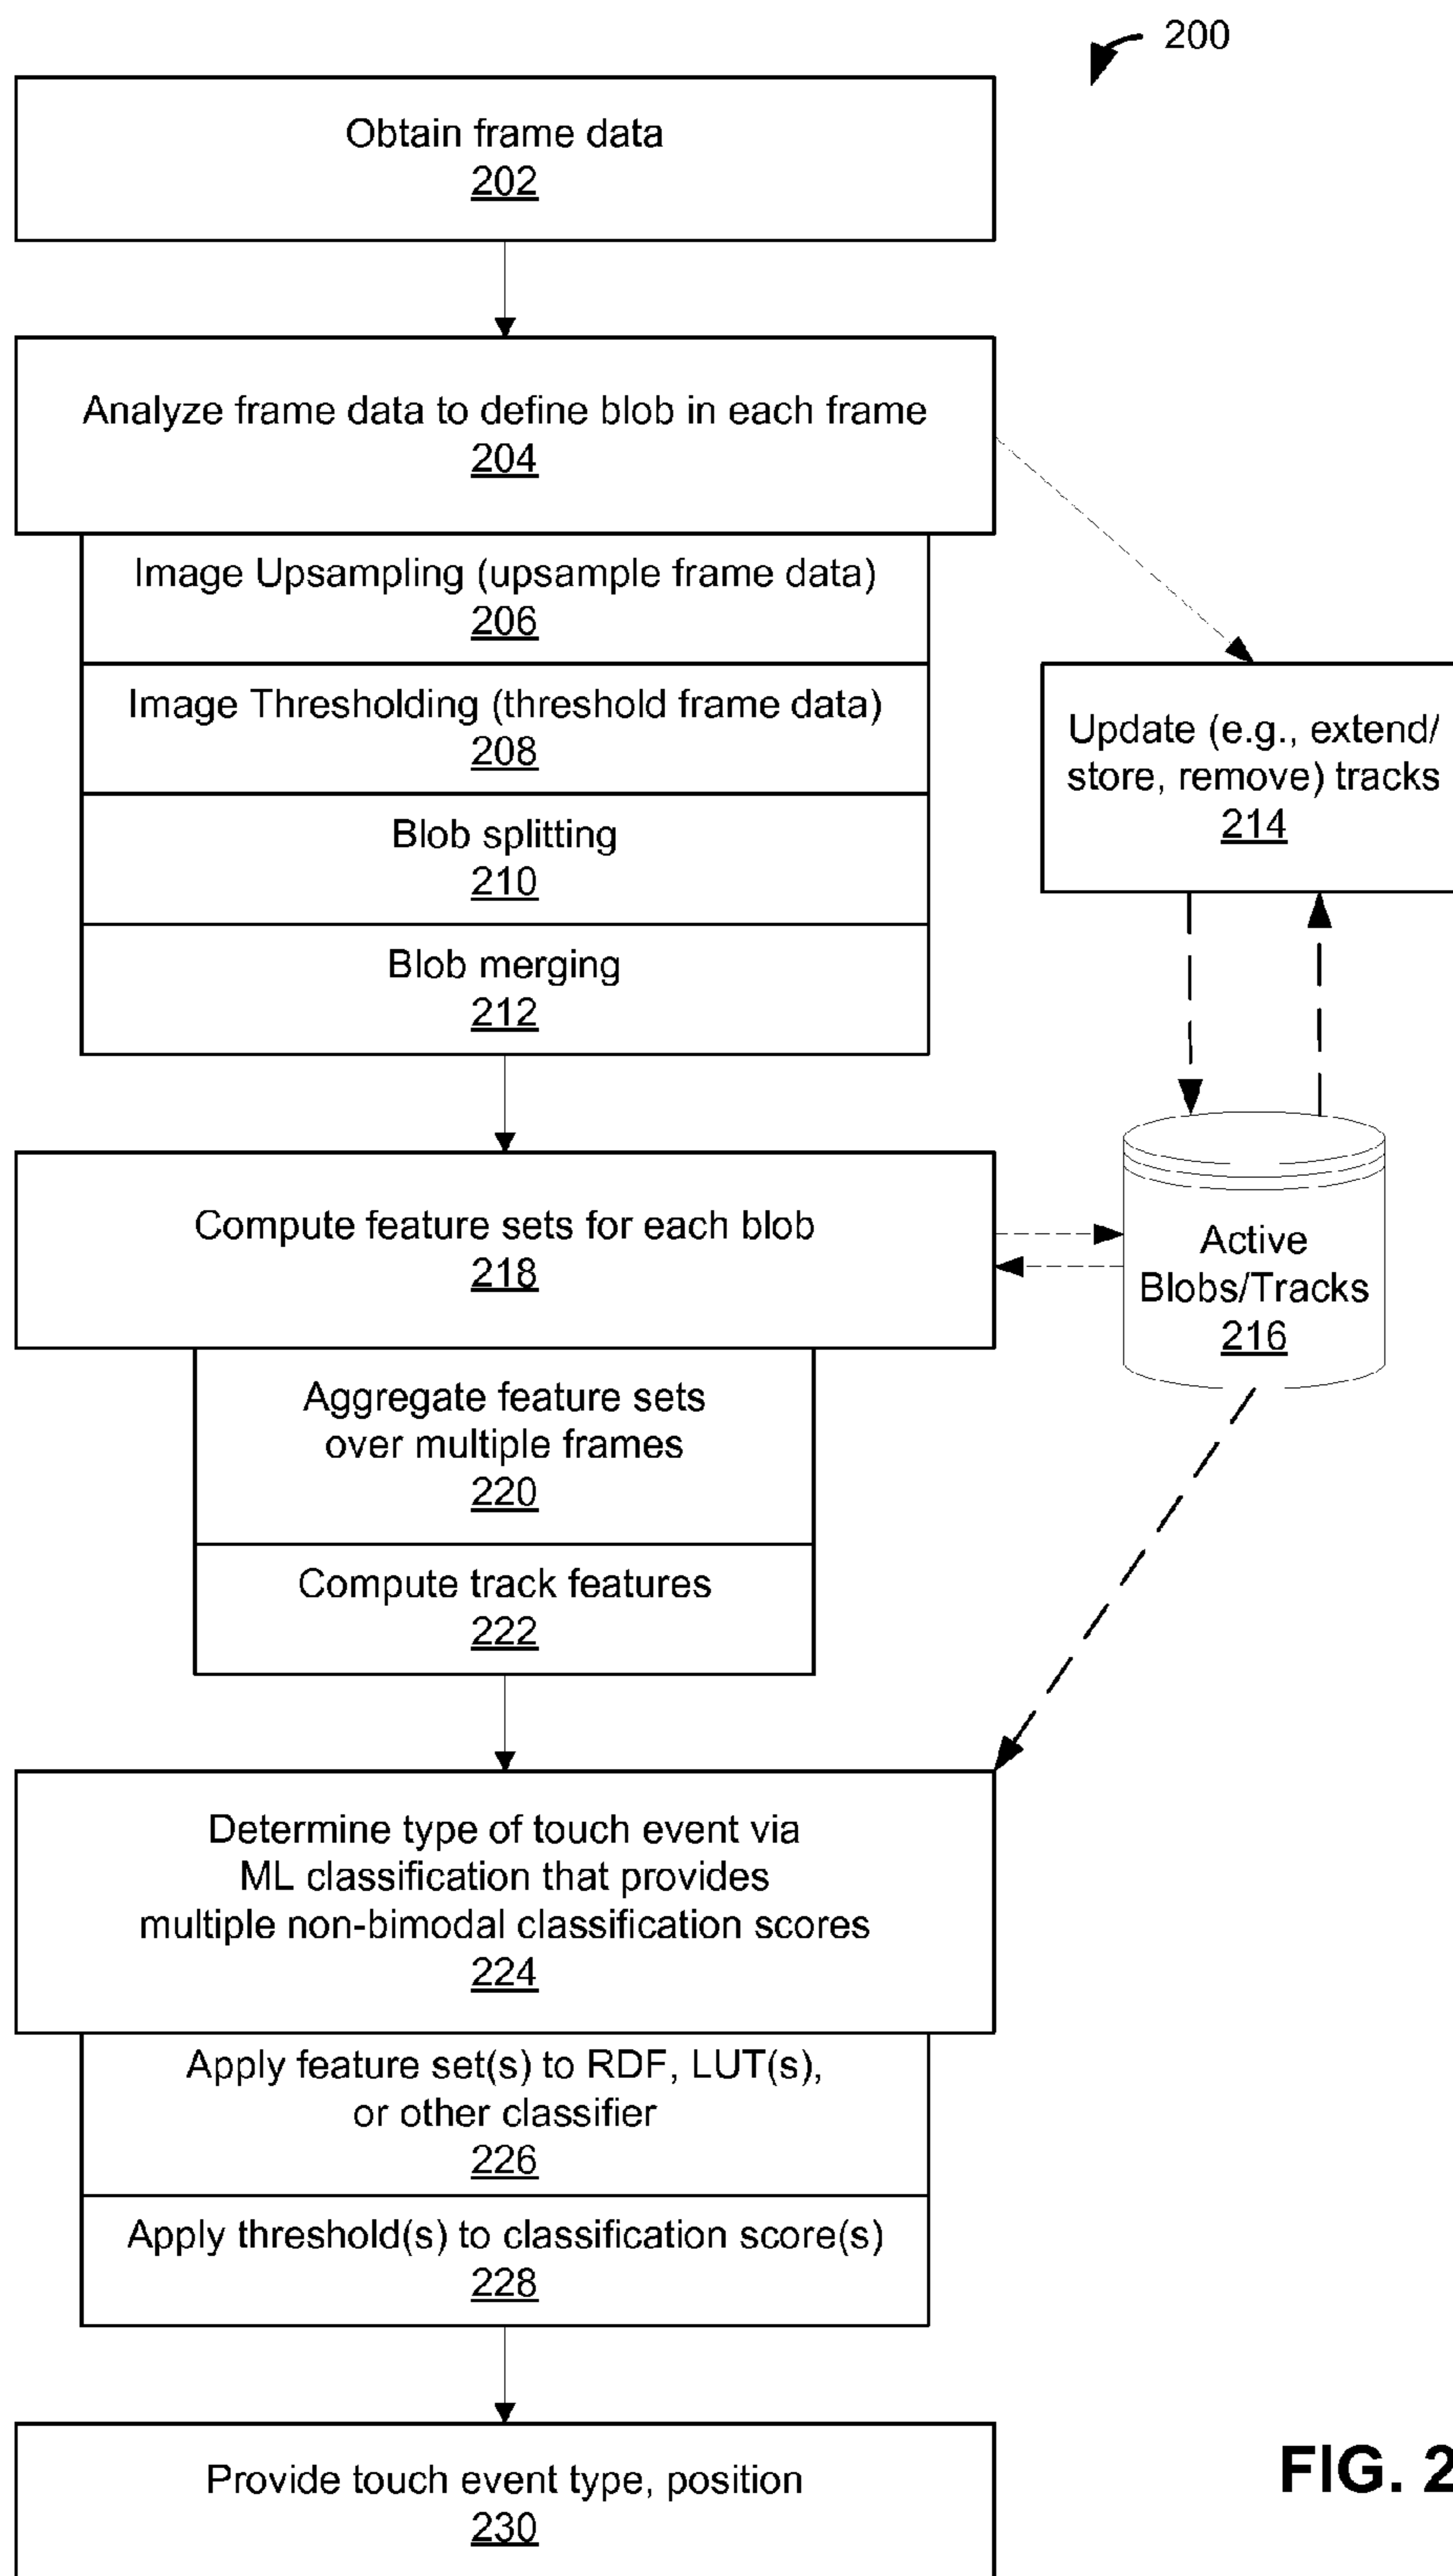 200
Obtain frame data
202
Analyze frame data to define blob in each frame
204
Image Upsampling (upsample frame data)
206
Image Thresholding (threshold frame data)
208
Blob splitting
210
Blob merging
212
Update (e.g., extend/
store, remove) tracks
214
Compute feature sets for each blob
218
Active
Blobs/Tracks
216
Aggregate feature sets
over multiple frames
220
Compute track features
222
Determine type of touch event via
ML classification that provides
multiple non-bimodal classification scores
224
Apply feature set(s) to RDF, LUT(s),
or other classifier
226
Apply threshold(s) to classification score(s)
228
Provide touch event type, position
230
FIG. 2